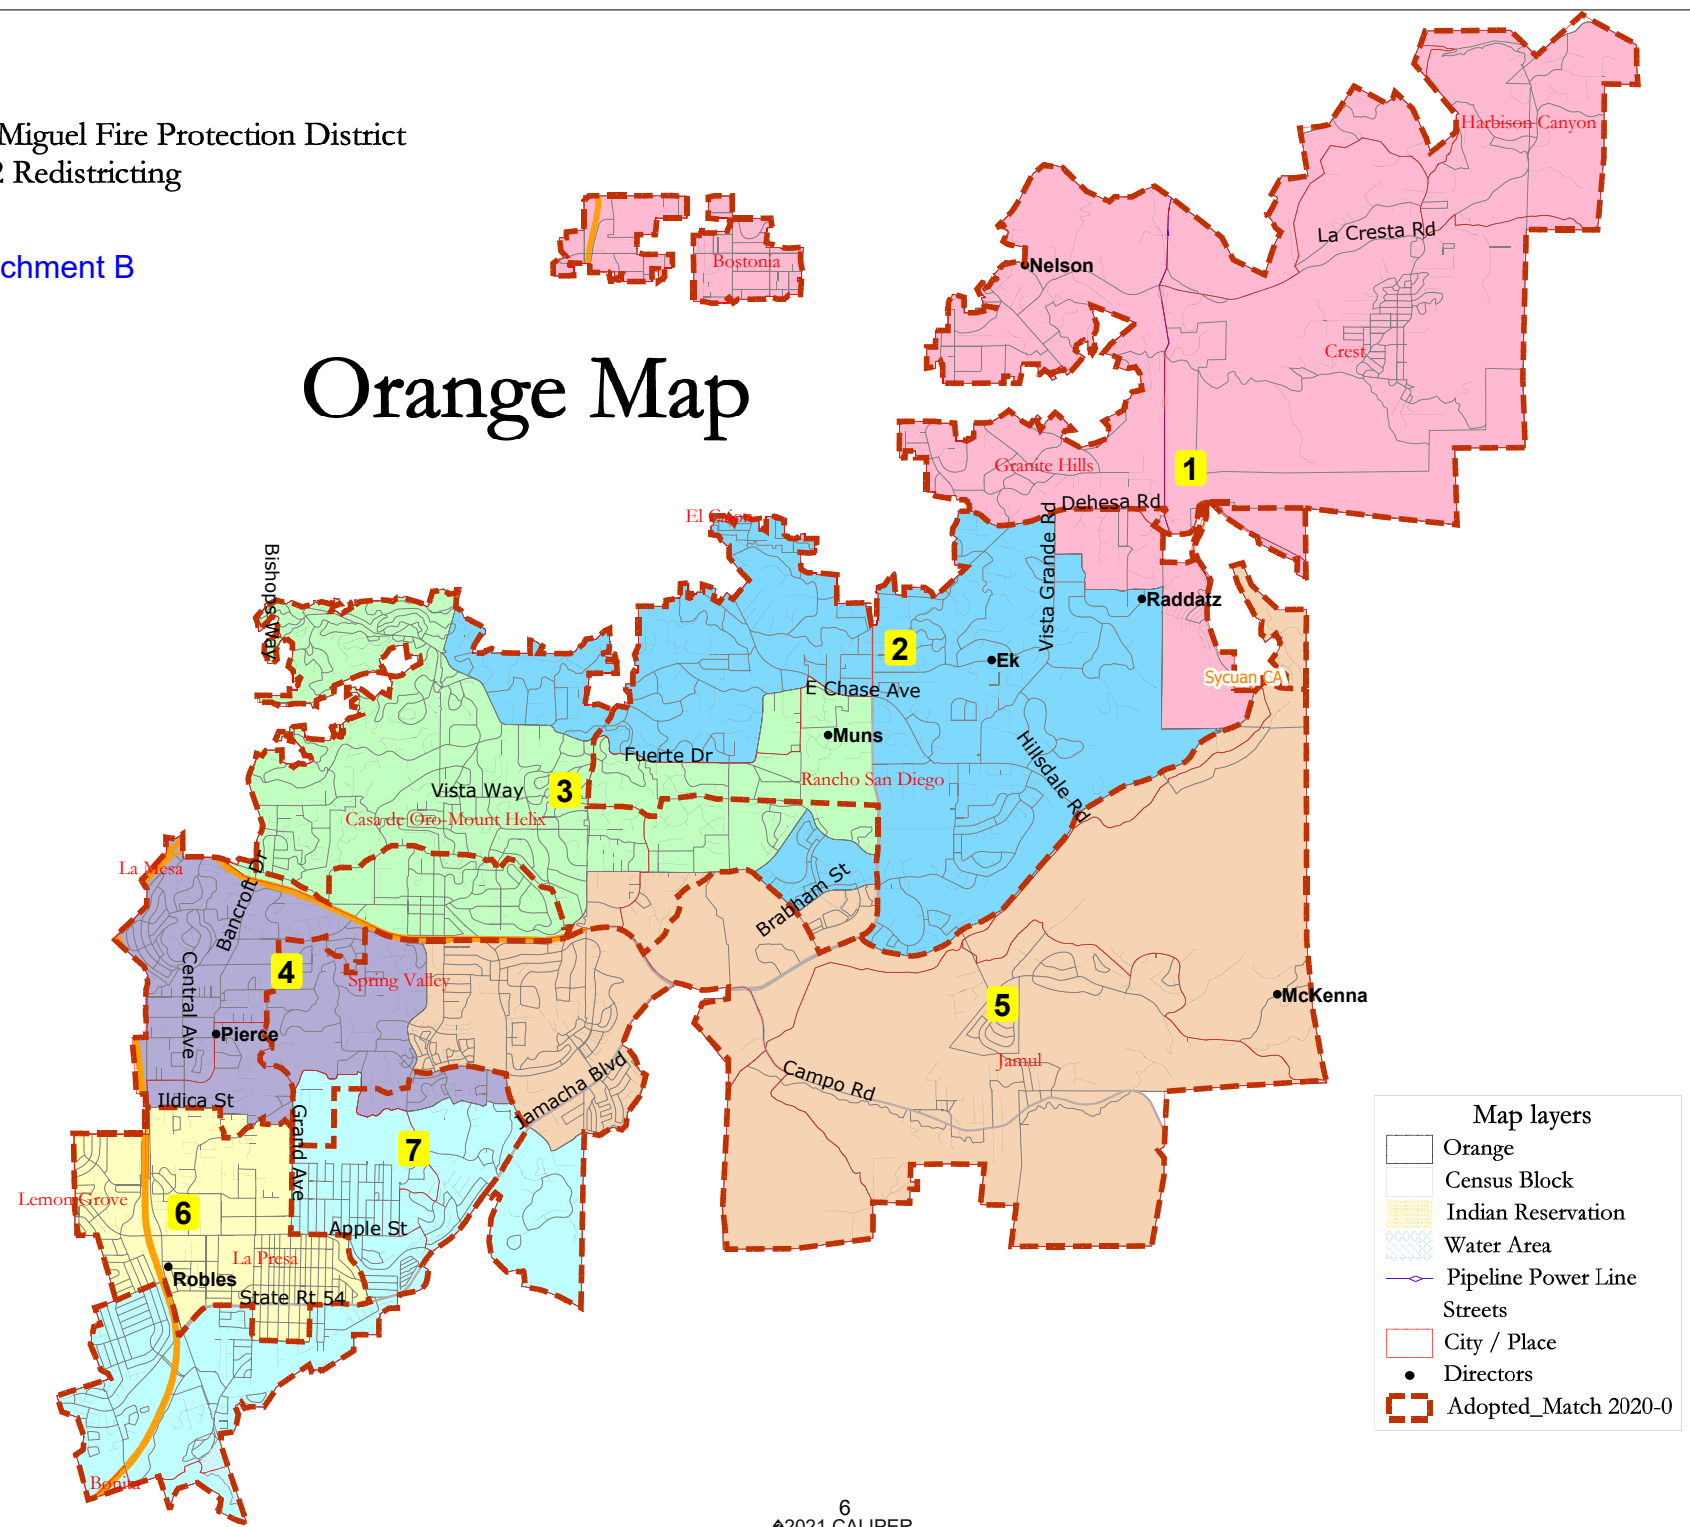 Miguel Fire Protection District
2 Redistricting
chment B
Orange Map
Harbison Canyon
La Cresta Rd
Nelson
Bostonia
Crest
1
Granite Hills
Dehesa Rd
El Cajon
Vista Grande Rd
Bishops Way
Raddatz
2
Ek
Sycuan CA
E Chase Ave
Muns
Fuerte Dr
Hillsdale Rd
Rancho San Diego
3
Vista Way
Casa de Oro-Mount Helix
La Mesa
Bancroft Dr
Brabham St
4
Central Ave
Spring Valley
5
McKenna
Pierce
Jamul
Jamacha Blvd
Campo Rd
Ildica St
Grand Ave
7
Lemon Grove
6
Apple St
La Presa
Robles
State Rt 54
Bonita
Map layers
Orange
Census Block
Indian Reservation
Water Area
Pipeline Power Line
Streets
City / Place
Directors
Adopted_Match 2020-0
6
�2021 CALIPER